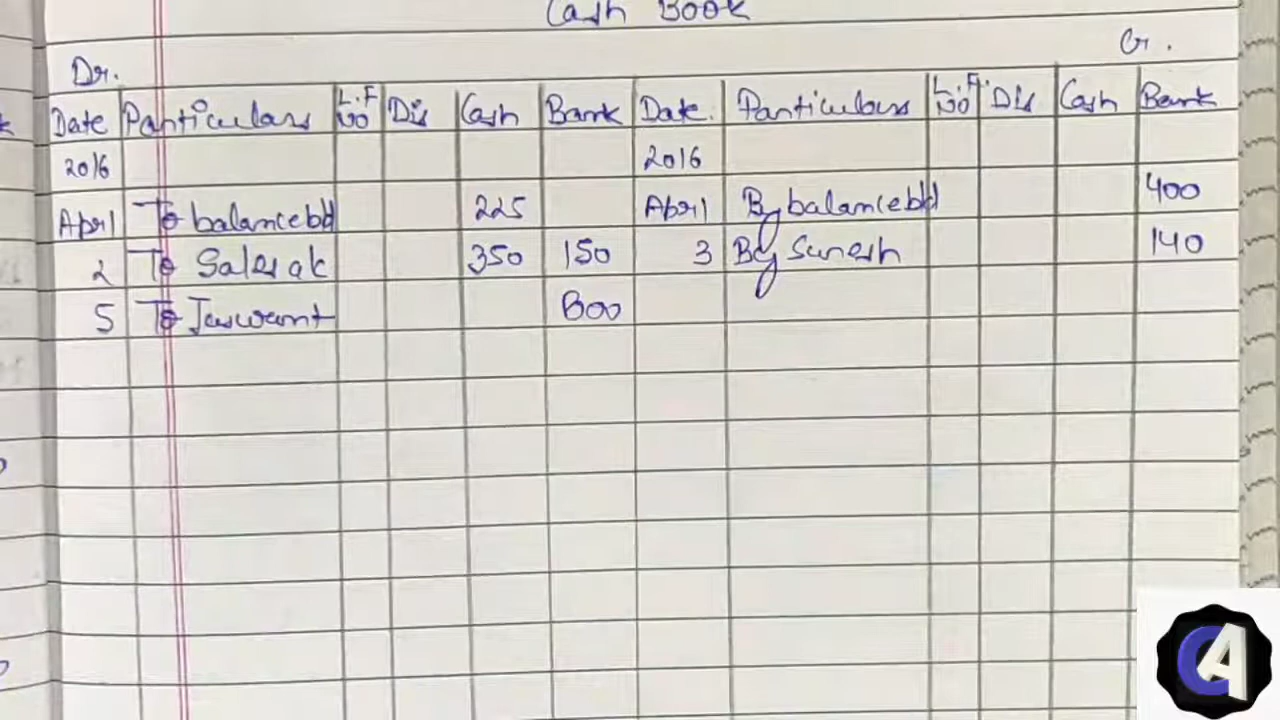 Cash Book
Dr. Cr.
Date Particulars L.F No Dis Cash Bank Date Particulars L.F No Dis Cash Bank
2016 2016
April To balance b/d 225 April By balance b/d 400
2 To Sales a/c 350 150 3 By Suresh 140
5 To Jaswant 800
CA